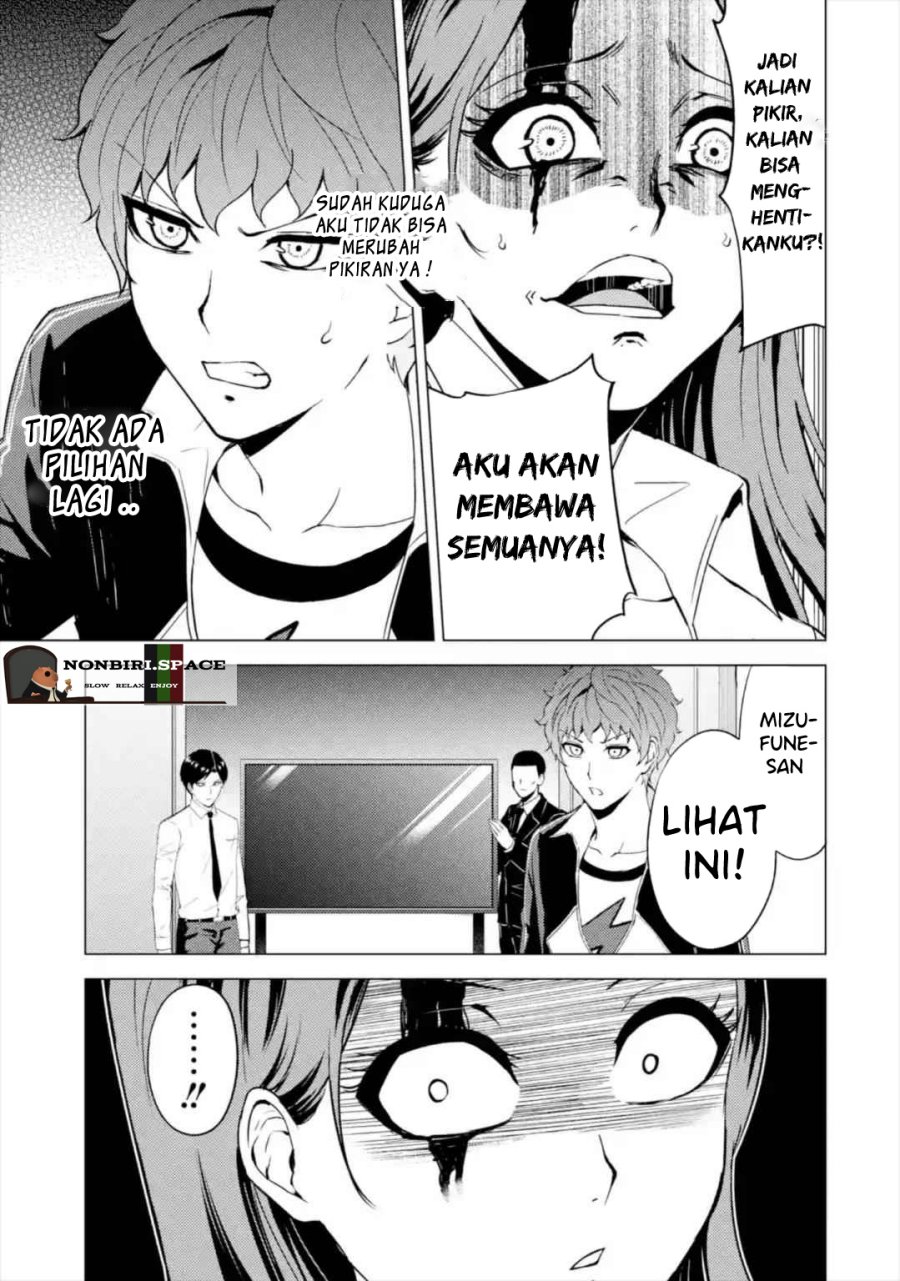 JADI
KALIAN
PIKIR,
KALIAN
BISA
MENG-
HENTI-
KANKU?!
AKU AKAN
MEMBAWA
SEMUANYA!
SUDAH KUDUGA
AKU TIDAK BISA
MERUBAH
PIKIRAN YA !
TIDAK ADA
PILIHAN
LAGI ..
NONBIRI.SPACE
SLOW RELAX ENJOY
MIZU-
FUNE-
SAN
LIHAT
INI!
......!!